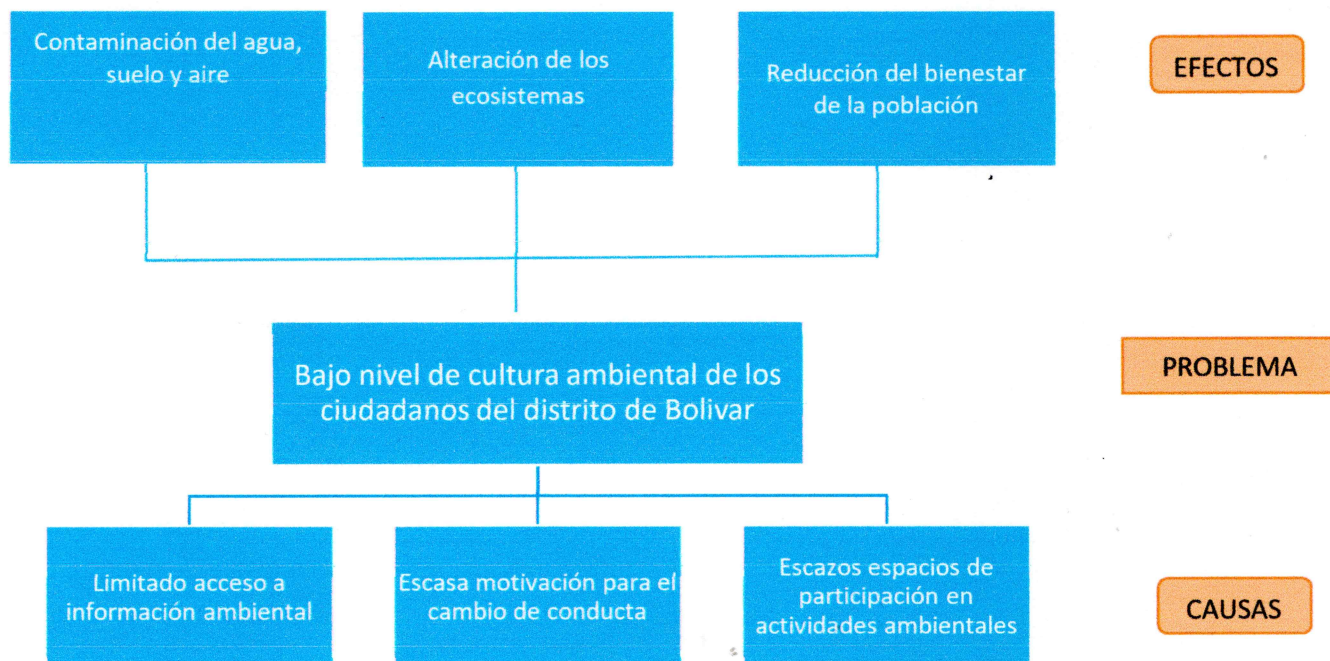 Contaminación del agua,
suelo y aire
Alteración de los
ecosistemas
Reducción del bienestar
de la población
EFECTOS
Bajo nivel de cultura ambiental de los
ciudadanos del distrito de Bolivar
PROBLEMA
Limitado acceso a
información ambiental
Escasa motivación para el
cambio de conducta
Escazos espacios de
participación en
actividades ambientales
CAUSAS